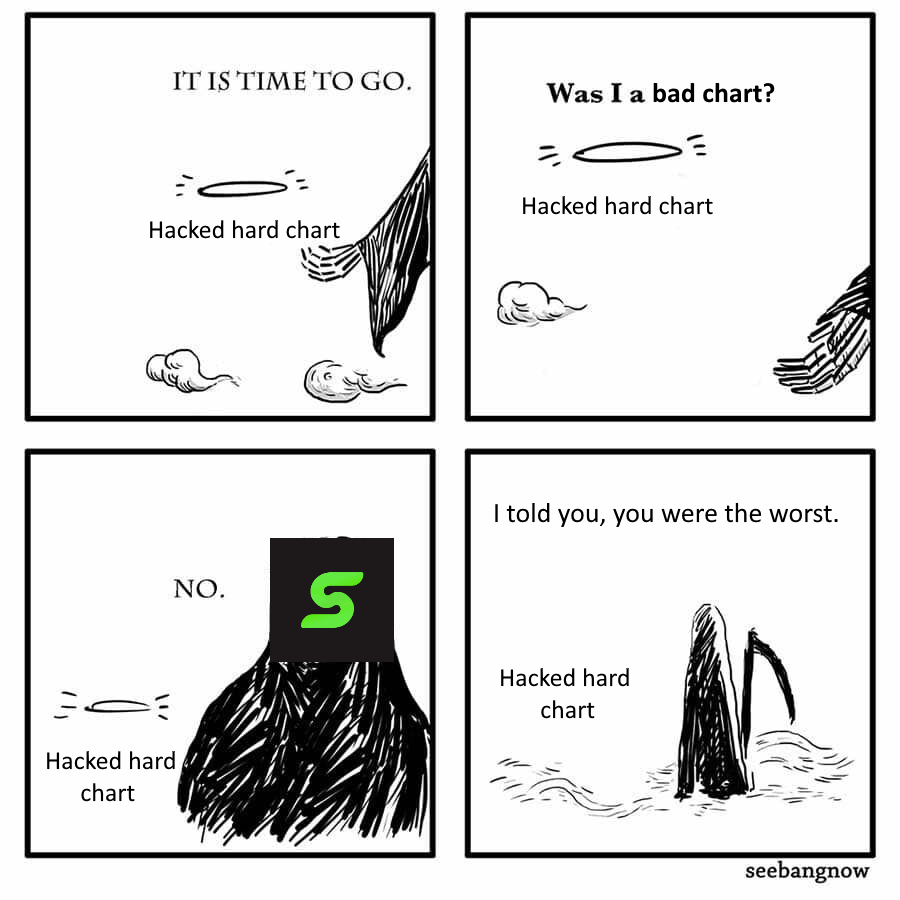 IT IS TIME TO GO.
Hacked hard chart
Was I a bad chart?
Hacked hard chart
NO.
S
Hacked hard
chart
I told you, you were the worst.
Hacked hard
chart
seebangnow